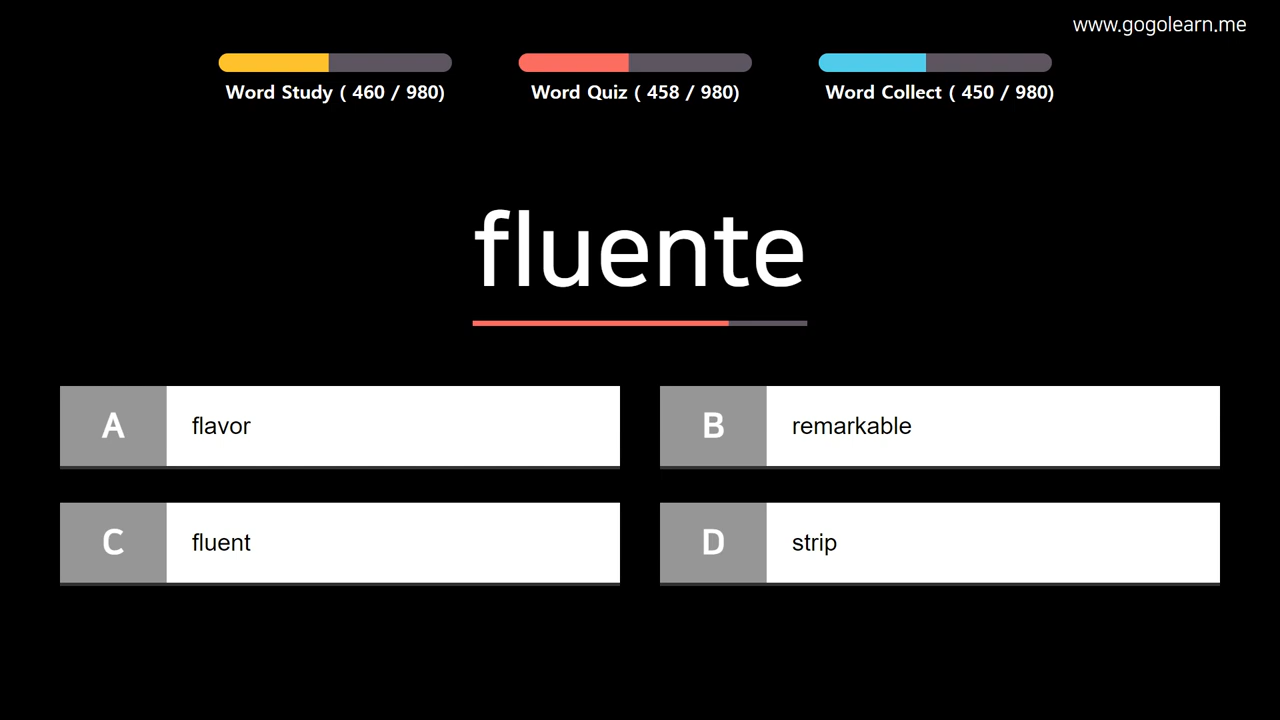 www.gogolearn.me
Word Study ( 460 / 980)
Word Quiz ( 458 / 980)
Word Collect ( 450 / 980)
fluente
A flavor
B remarkable
C fluent
D strip